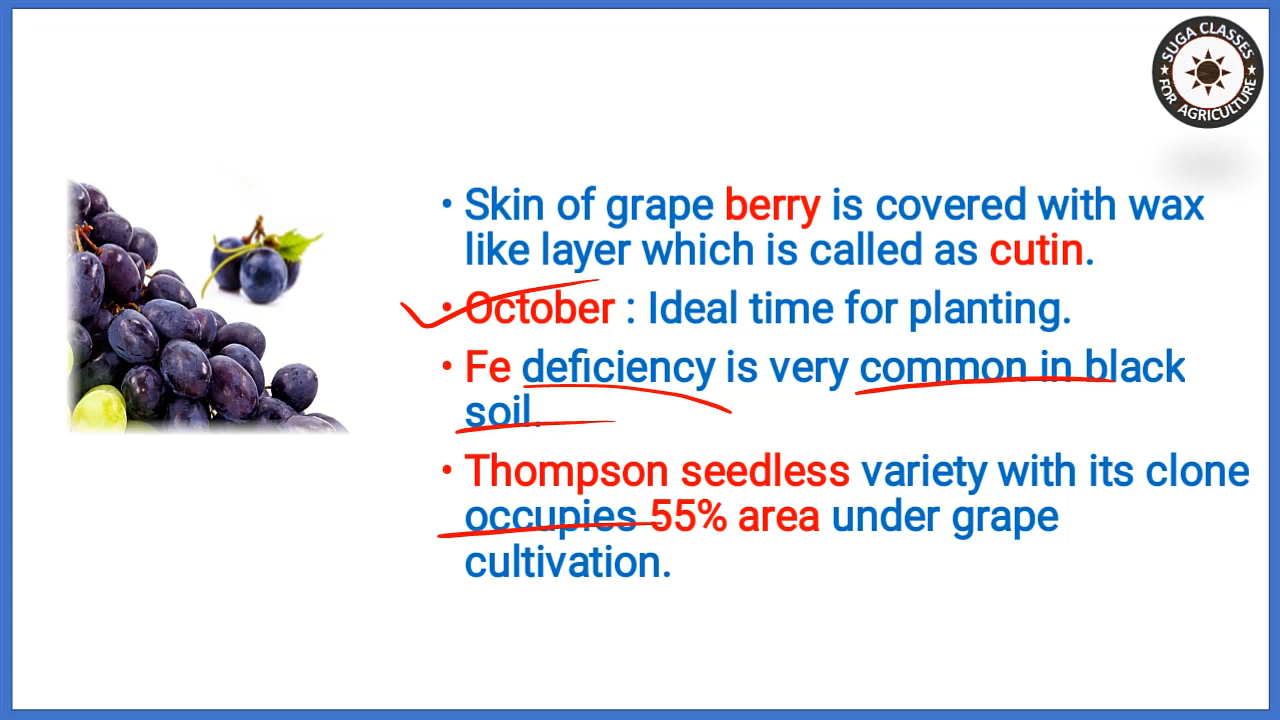 SUGA CLASSES
FOR AGRICULTURE
• Skin of grape berry is covered with wax
like layer which is called as cutin.
• October : Ideal time for planting.
• Fe deficiency is very common in black
soil.
• Thompson seedless variety with its clone
occupies 55% area under grape
cultivation.